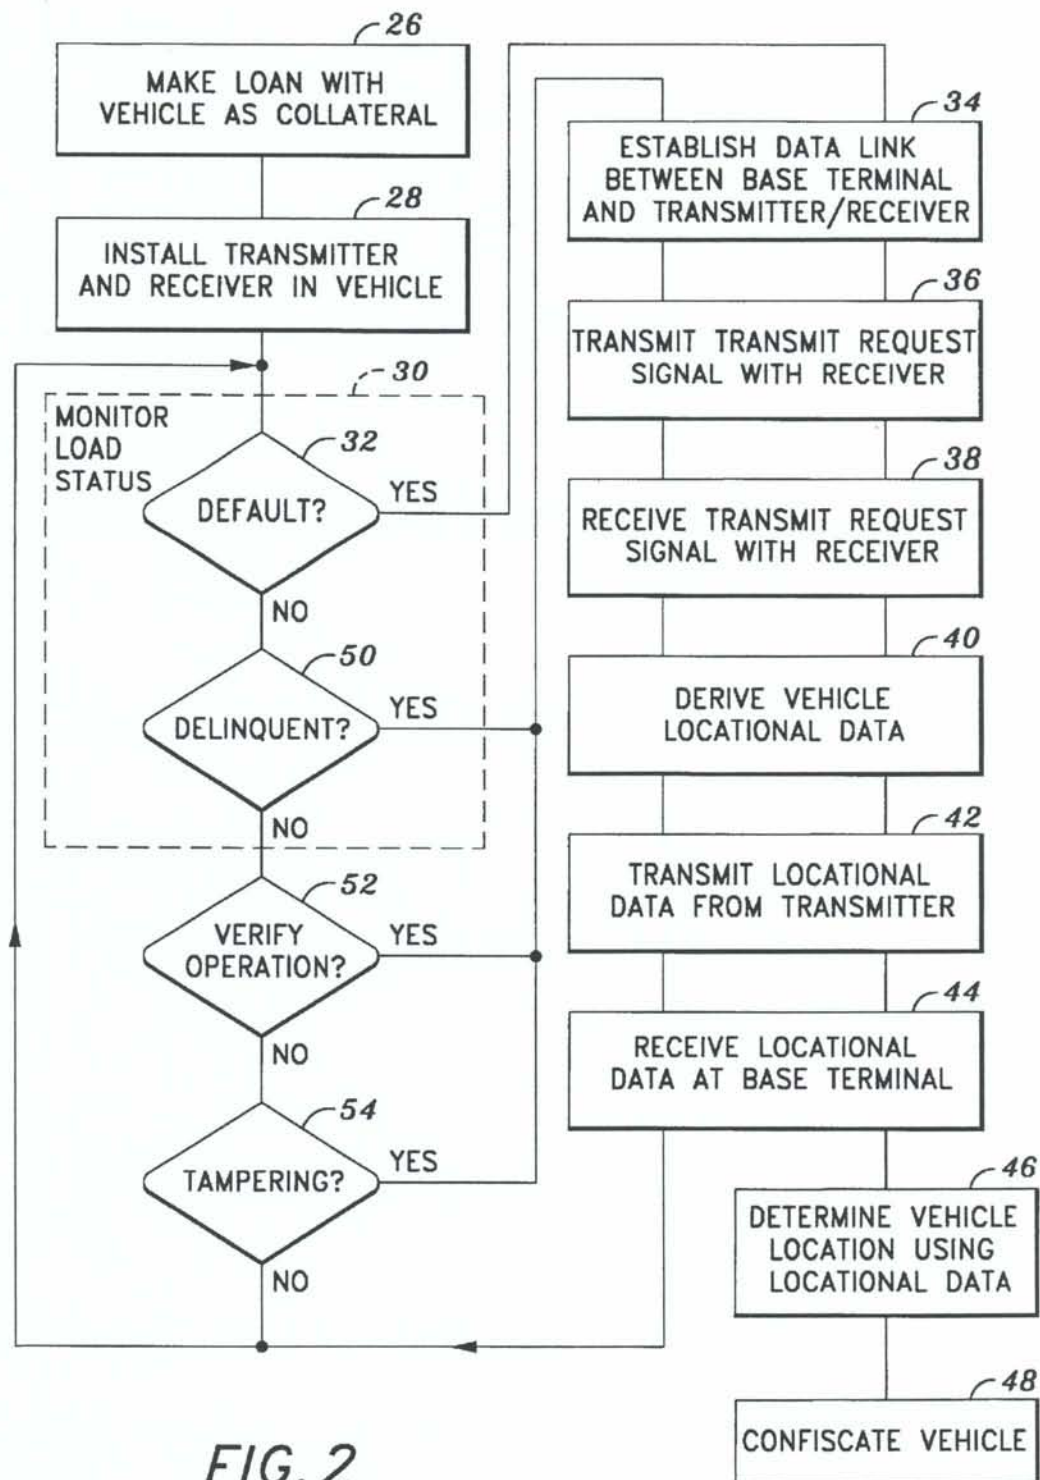 26
MAKE LOAN WITH
VEHICLE AS COLLATERAL
28
INSTALL TRANSMITTER
AND RECEIVER IN VEHICLE
30
MONITOR
LOAD
STATUS
32
DEFAULT?
YES
NO
50
DELINQUENT?
YES
NO
52
VERIFY
OPERATION?
YES
NO
54
TAMPERING?
YES
NO
34
ESTABLISH DATA LINK
BETWEEN BASE TERMINAL
AND TRANSMITTER/RECEIVER
36
TRANSMIT TRANSMIT REQUEST
SIGNAL WITH RECEIVER
38
RECEIVE TRANSMIT REQUEST
SIGNAL WITH RECEIVER
40
DERIVE VEHICLE
LOCATIONAL DATA
42
TRANSMIT LOCATIONAL
DATA FROM TRANSMITTER
44
RECEIVE LOCATIONAL
DATA AT BASE TERMINAL
46
DETERMINE VEHICLE
LOCATION USING
LOCATIONAL DATA
48
CONFISCATE VEHICLE
FIG. 2